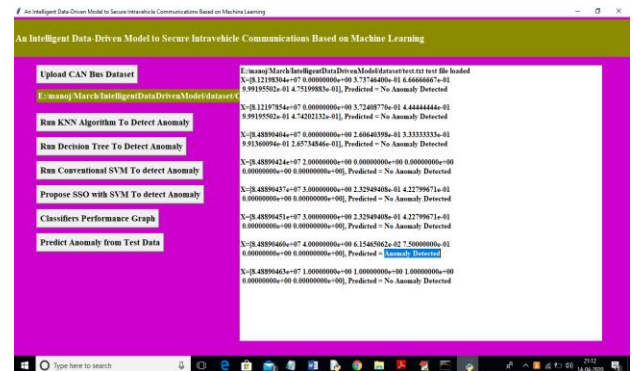 An Intelligent Data-Driven Model to Secure Intravehicle Communications Based on Machine Learning
An Intelligent Data-Driven Model to Secure Intravehicle Communications Based on Machine Learning
Upload CAN Bus Dataset
E:/manoj/March/IntelligentDataDrivenModel/dataset/C
Run KNN Algorithm To Detect Anomaly
Run Decision Tree To Detect Anomaly
Run Conventional SVM To detect Anomaly
Propose SSO with SVM To detect Anomaly
Classifiers Performance Graph
Predict Anomaly from Test Data
E:/manoj/March/IntelligentDataDrivenModel/dataset/test.txt test file loaded
X=[8.12198304e+07 0.00000000e+00 3.73746400e-01 6.66666667e-01
9.99195502e-01 4.75199883e-01], Predicted = No Anomaly Detected
X=[8.12197854e+07 0.00000000e+00 3.72408770e-01 4.44444444e-01
9.99195502e-01 4.74202132e-01], Predicted = No Anomaly Detected
X=[8.48890404e+07 0.00000000e+00 2.60640398e-01 3.33333333e-01
9.91360094e-01 2.65734846e-01], Predicted = No Anomaly Detected
X=[8.48890424e+07 2.00000000e+00 0.00000000e+00 0.00000000e+00
0.00000000e+00 0.00000000e+00], Predicted = No Anomaly Detected
X=[8.48890437e+07 3.00000000e+00 2.32949408e-01 4.22799671e-01
0.00000000e+00 0.00000000e+00], Predicted = No Anomaly Detected
X=[8.48890451e+07 3.00000000e+00 2.32949408e-01 4.22799671e-01
0.00000000e+00 0.00000000e+00], Predicted = No Anomaly Detected
X=[8.48890460e+07 4.00000000e+00 6.15465062e-02 7.50000000e-01
0.00000000e+00 0.00000000e+00], Predicted = Anomaly Detected
X=[8.48890463e+07 1.00000000e+00 1.00000000e+00 1.00000000e+00
0.00000000e+00 0.00000000e+00], Predicted = No Anomaly Detected
Type here to search
21:12
14-04-2020